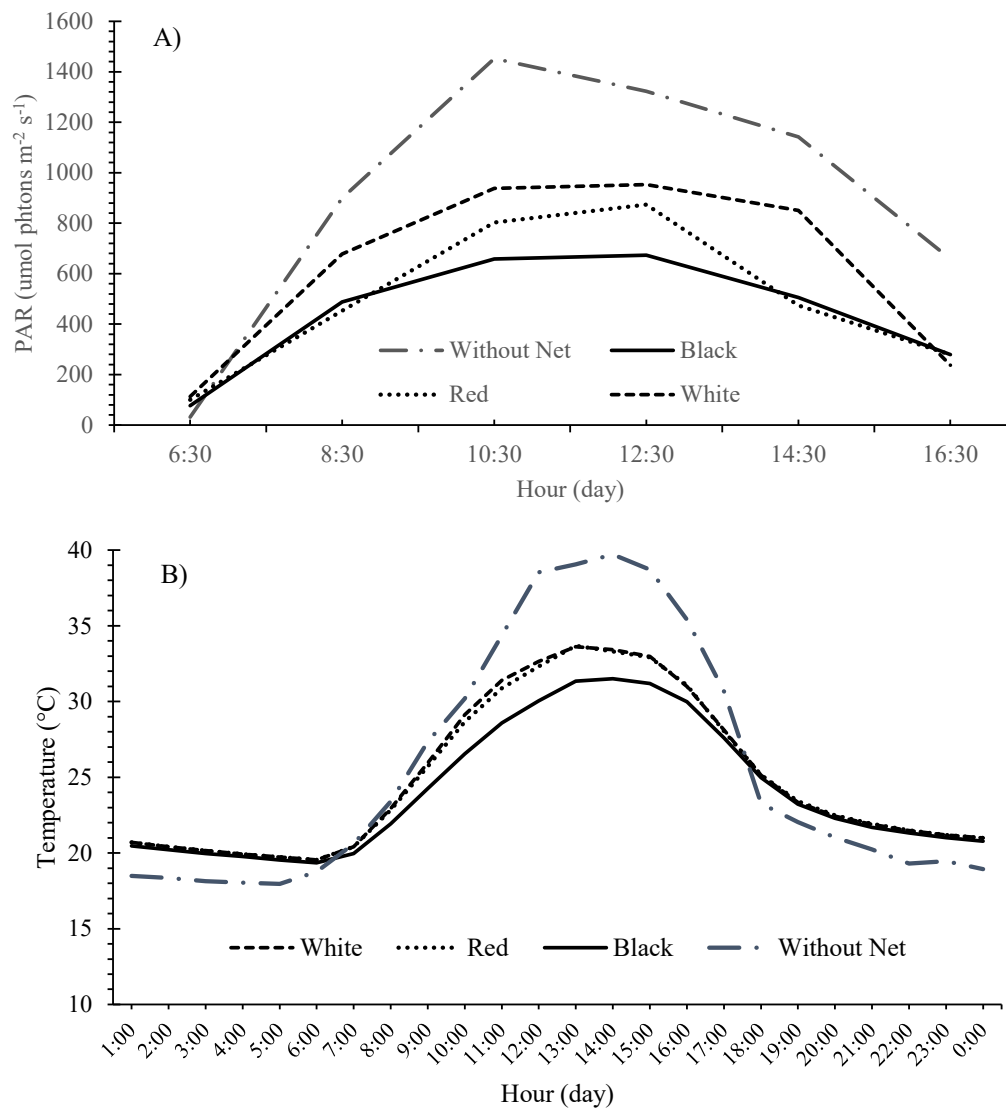 A)
PAR (umol phtons m-2 s-1)
1600
1400
1200
1000
800
600
400
200
0
Without Net
Black
Red
White
6:30 8:30 10:30 12:30 14:30 16:30
Hour (day)
B)
Temperature (°C)
40
35
30
25
20
15
10
White Red Black Without Net
1:00 2:00 3:00 4:00 5:00 6:00 7:00 8:00 9:00 10:00 11:00 12:00 13:00 14:00 15:00 16:00 17:00 18:00 19:00 20:00 21:00 22:00 23:00 0:00
Hour (day)